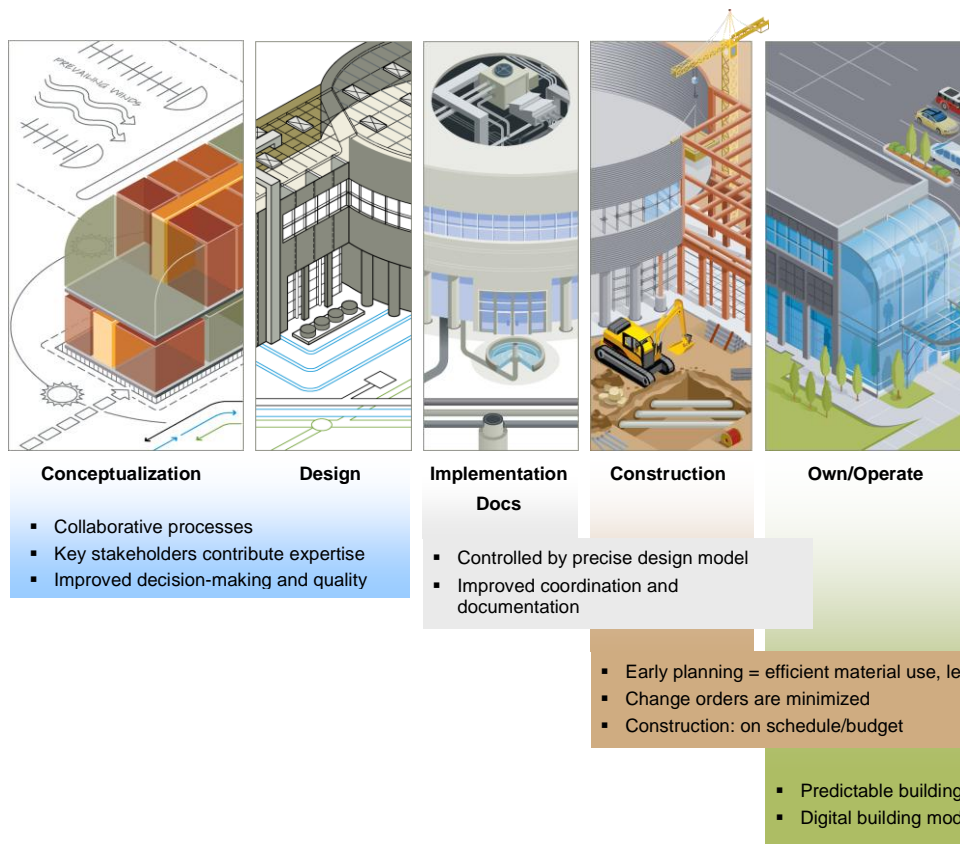 PREVAILING WINDS
Conceptualization
Design
Implementation
Docs
Construction
Own/Operate
▪ Collaborative processes
▪ Key stakeholders contribute expertise
▪ Improved decision-making and quality
▪ Controlled by precise design model
▪ Improved coordination and
documentation
▪ Early planning = efficient material use, le
▪ Change orders are minimized
▪ Construction: on schedule/budget
▪ Predictable building
▪ Digital building mod